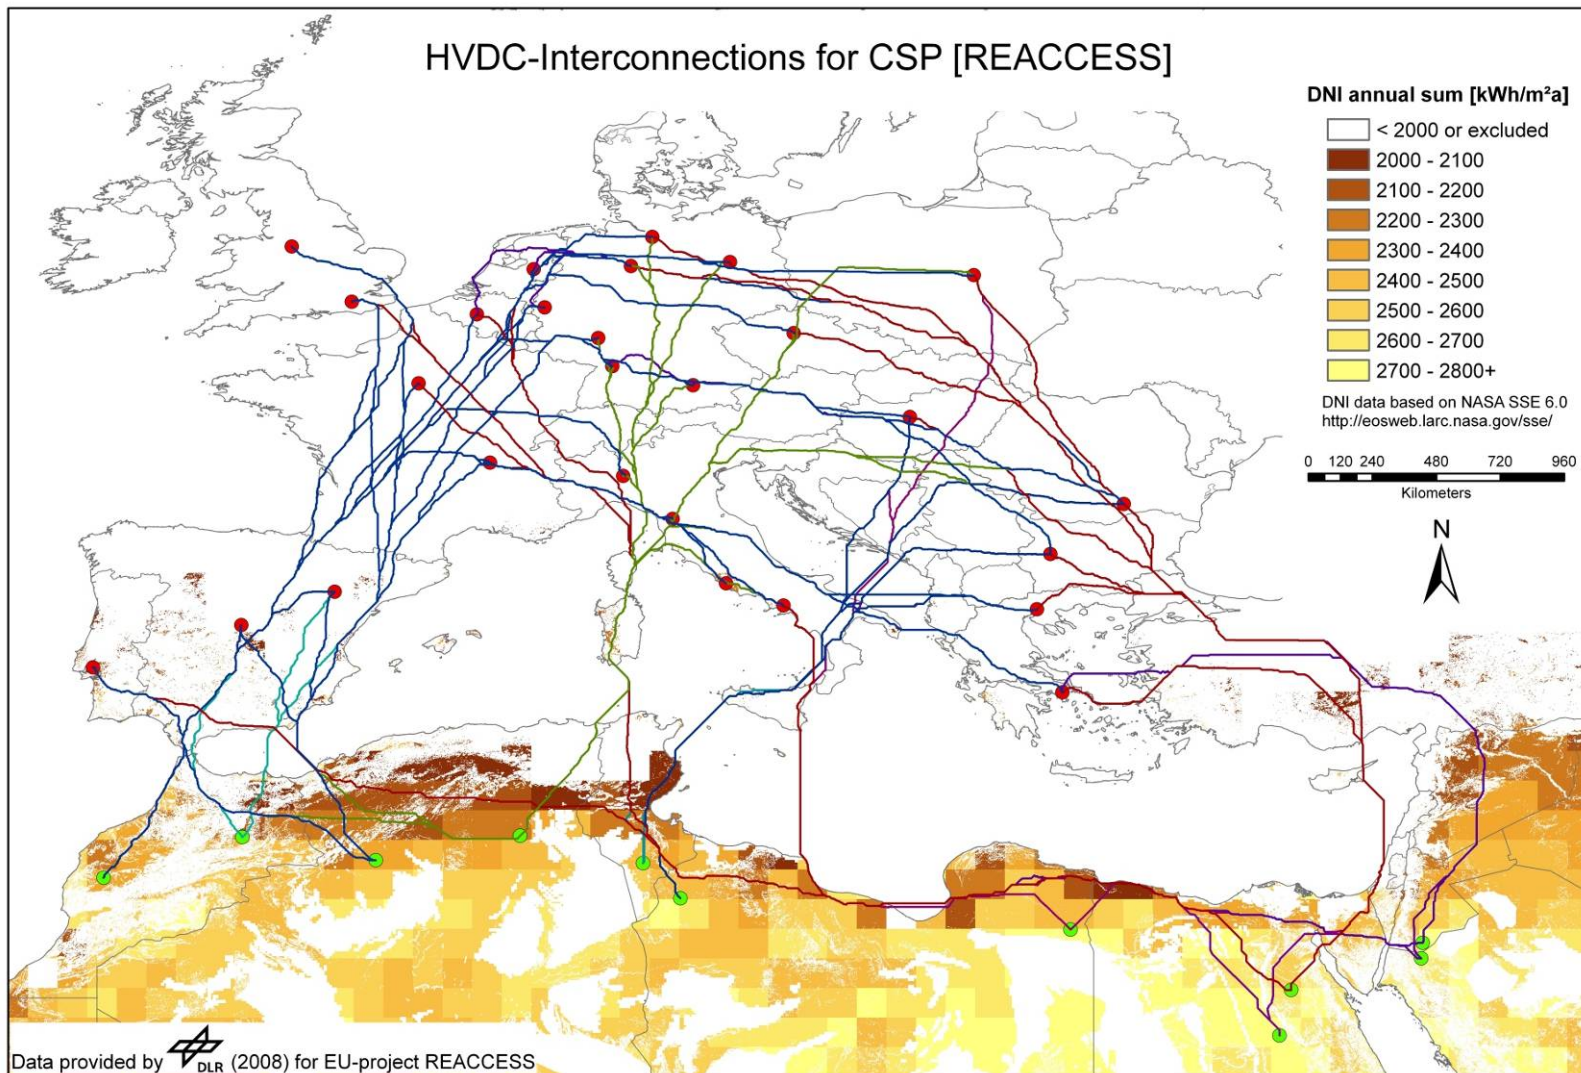 HVDC-Interconnections for CSP [REACCESS]
DNI annual sum [kWh/m²a]
< 2000 or excluded
2000 - 2100
2100 - 2200
2200 - 2300
2300 - 2400
2400 - 2500
2500 - 2600
2600 - 2700
2700 - 2800+
DNI data based on NASA SSE 6.0
http://eosweb.larc.nasa.gov/sse/
0 120 240 480 720 960
Kilometers
N
Data provided by DLR (2008) for EU-project REACCESS